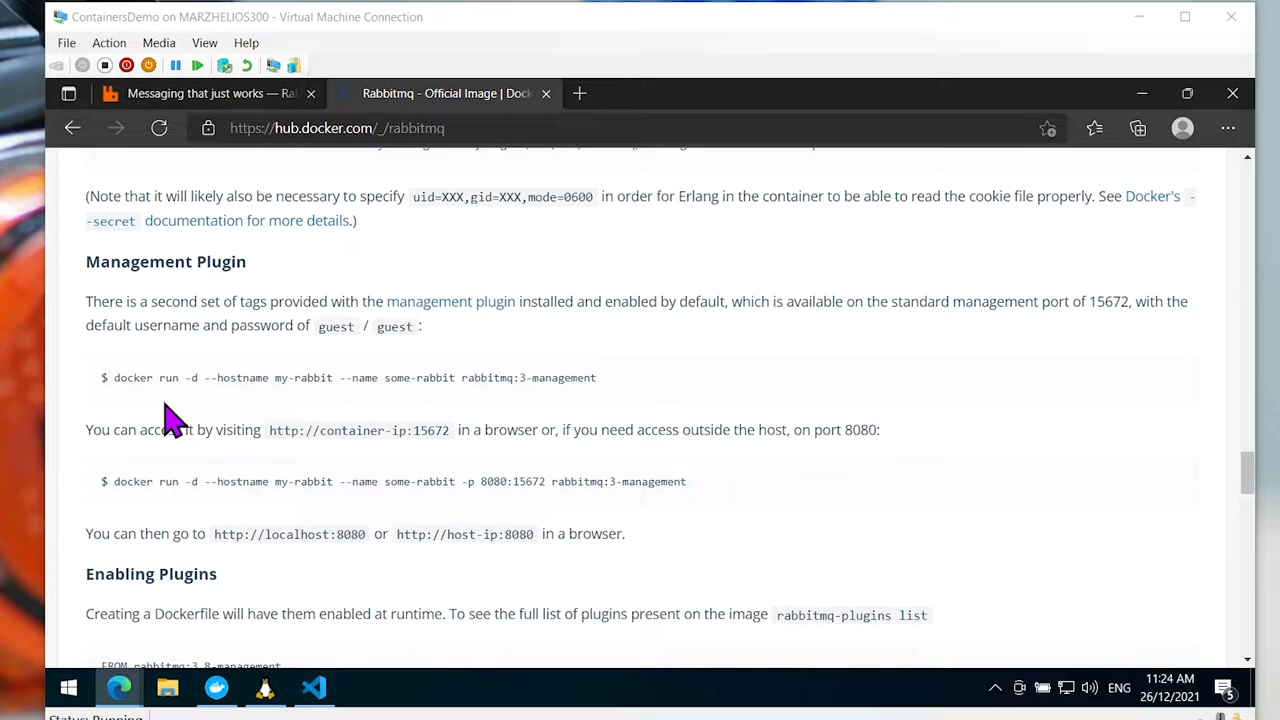 ContainersDemo on MARZHELIOS300 - Virtual Machine Connection
File Action Media View Help
Messaging that just works — Ra
Rabbitmq - Official Image | Dock
https://hub.docker.com/_/rabbitmq
(Note that it will likely also be necessary to specify uid=XXX,gid=XXX,mode=0600 in order for Erlang in the container to be able to read the cookie file properly. See Docker's -
-secret documentation for more details.)
Management Plugin
There is a second set of tags provided with the management plugin installed and enabled by default, which is available on the standard management port of 15672, with the
default username and password of guest / guest :
$ docker run -d --hostname my-rabbit --name some-rabbit rabbitmq:3-management
You can access it by visiting http://container-ip:15672 in a browser or, if you need access outside the host, on port 8080:
$ docker run -d --hostname my-rabbit --name some-rabbit -p 8080:15672 rabbitmq:3-management
You can then go to http://localhost:8080 or http://host-ip:8080 in a browser.
Enabling Plugins
Creating a Dockerfile will have them enabled at runtime. To see the full list of plugins present on the image rabbitmq-plugins list
FROM rabbitmq:3.8-management
ENG
11:24 AM
26/12/2021
5
Status: Running